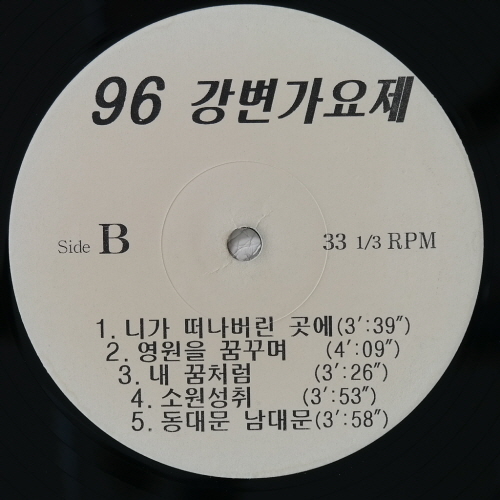 96 강변가요제
Side B
33 1/3 RPM
1. 니가 떠나버린 곳에(3':39")
2. 영원을 꿈꾸며 (4':09")
3. 내 꿈처럼 (3':26")
4. 소원성취 (3':53")
5. 동대문 남대문(3':58")